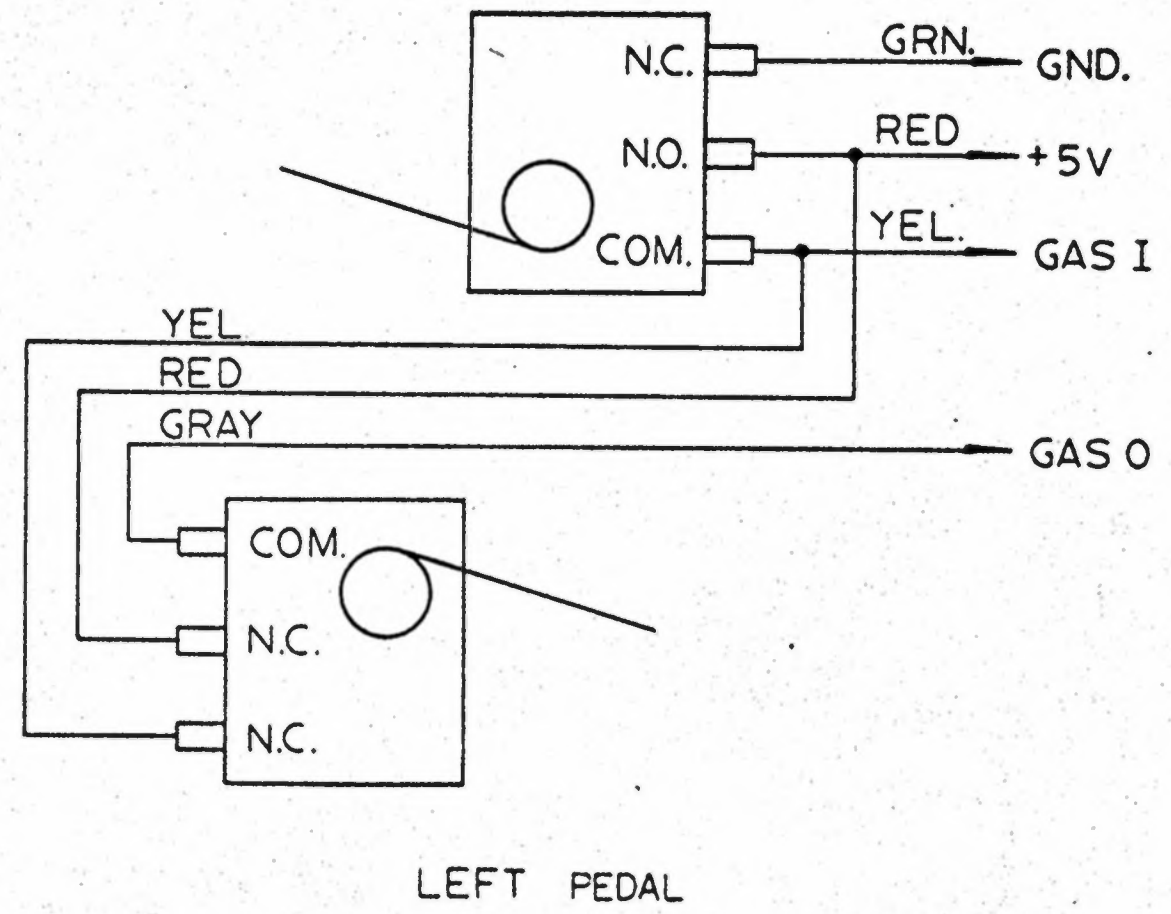 N.C. GRN. GND.
N.O. RED +5V
COM. YEL. GAS I
YEL
RED
GRAY GAS O
COM.
N.C.
N.C.
LEFT PEDAL